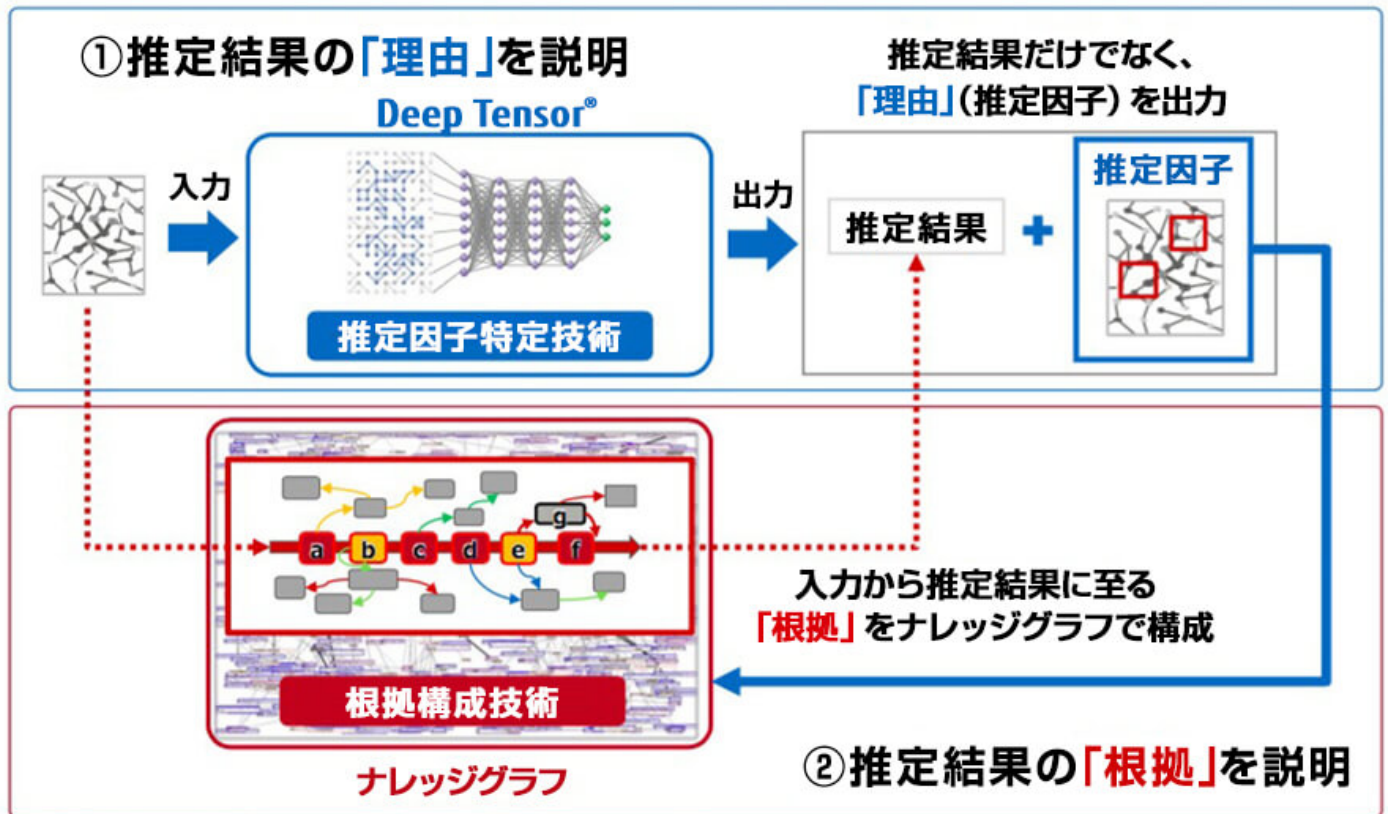 ①推定結果の「理由」を説明
推定結果だけでなく、
「理由」(推定因子)を出力
Deep Tensor®
入力
出力
推定因子
推定結果
推定因子特定技術
g
a b c d e f
入力から推定結果に至る
「根拠」をナレッジグラフで構成
根拠構成技術
ナレッジグラフ
②推定結果の「根拠」を説明